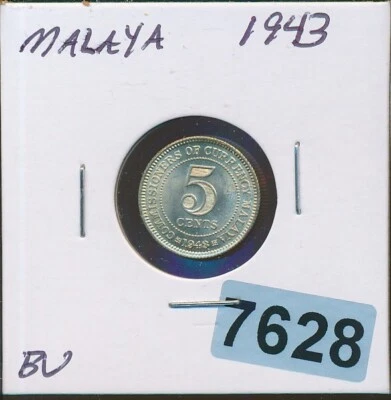 MALAYA 1943
COMMISSIONERS OF CURRENCY MALAYA
5
CENTS
1943
BU
7628